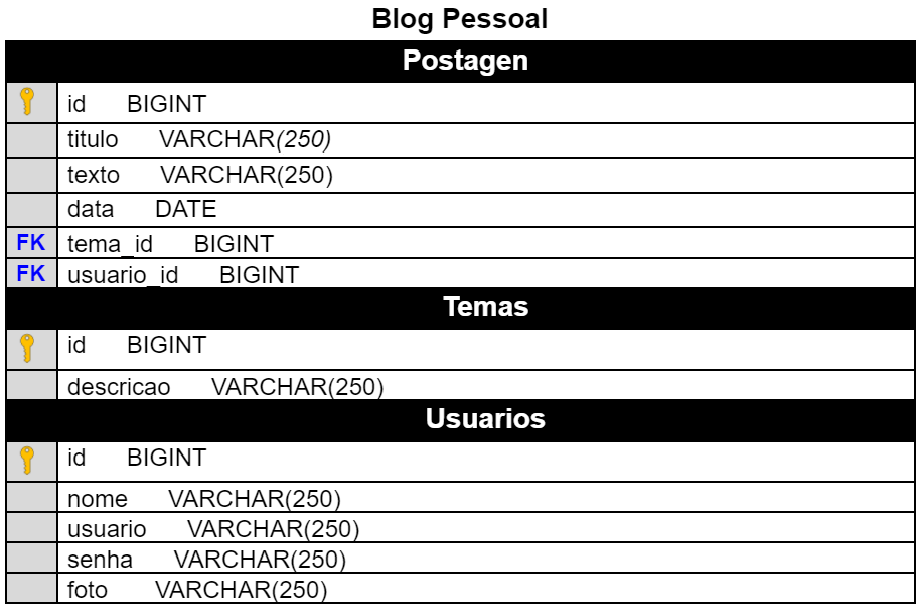 Blog Pessoal
Postagen
id BIGINT
titulo VARCHAR(250)
texto VARCHAR(250)
data DATE
FK tema_id BIGINT
FK usuario_id BIGINT
Temas
id BIGINT
descricao VARCHAR(250)
Usuarios
id BIGINT
nome VARCHAR(250)
usuario VARCHAR(250)
senha VARCHAR(250)
foto VARCHAR(250)